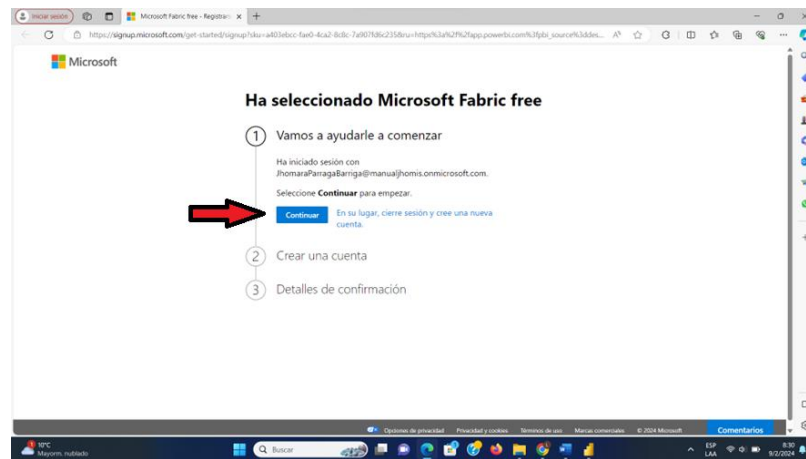 Iniciar sesión
Microsoft Fabric free - Registrars
https://signup.microsoft.com/get-started/signup?sku=a403ebcc-fae0-4ca2-8c8c-7a907fd6c235&ru=https%3a%2f%2fapp.powerbi.com%3fpbi_source%3ddes...
Microsoft
Ha seleccionado Microsoft Fabric free
1 Vamos a ayudarle a comenzar
Ha iniciado sesión con
JhomaraParragaBarriga@manualjhomis.onmicrosoft.com.
Seleccione Continuar para empezar.
Continuar
En su lugar, cierre sesión y cree una nueva
cuenta.
2 Crear una cuenta
3 Detalles de confirmación
Opciones de privacidad Privacidad y cookies Términos de uso Marcas comerciales © 2024 Microsoft
Comentarios
10°C
Mayorm. nublado
Buscar
ESP
LAA
8:30
9/2/2024